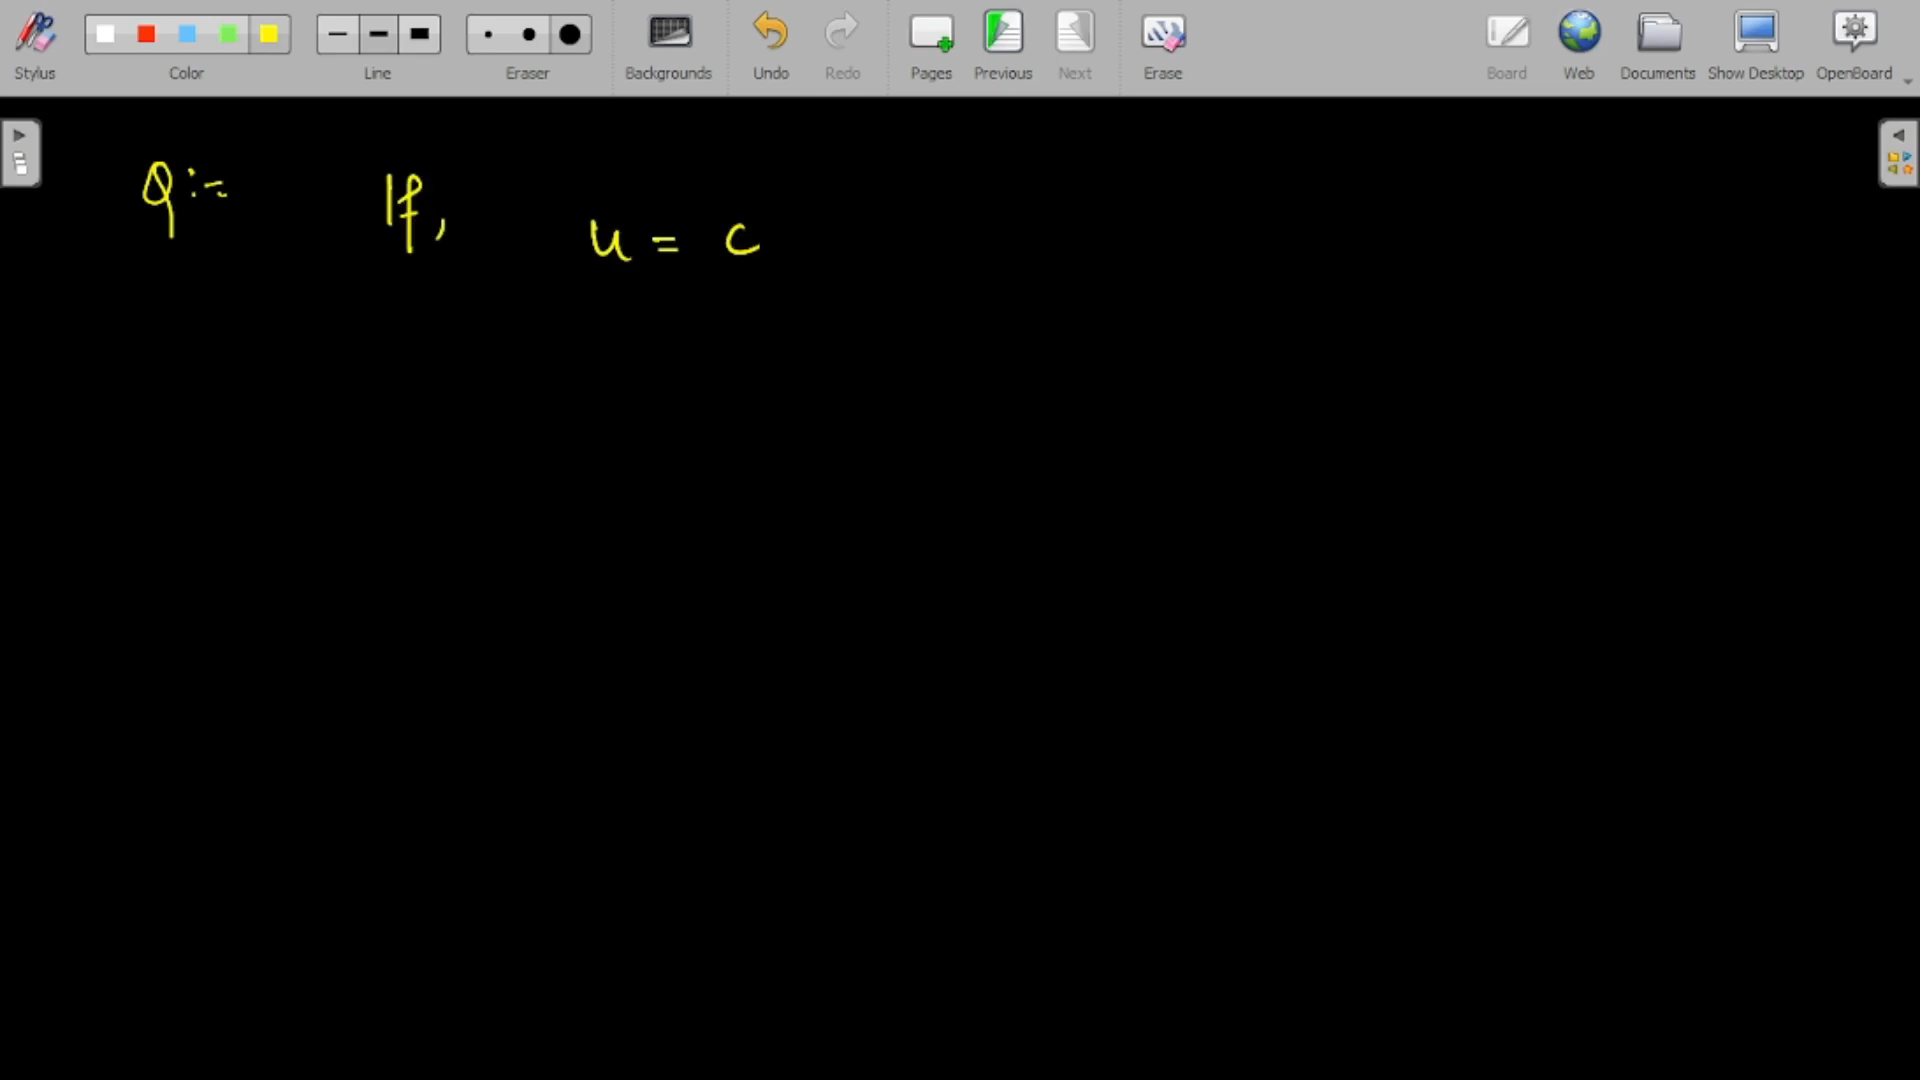 Stylus Color Line Eraser Backgrounds Undo Redo Pages Previous Next Erase Board Web Documents Show Desktop OpenBoard
Q:- If, u = c